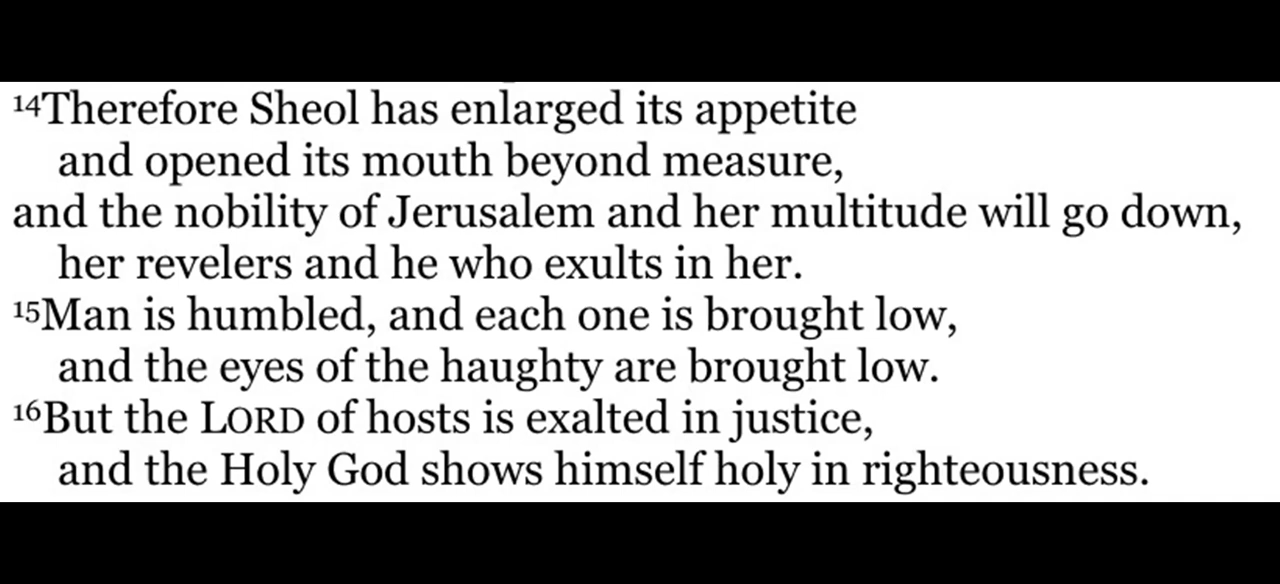 14Therefore Sheol has enlarged its appetite
and opened its mouth beyond measure,
and the nobility of Jerusalem and her multitude will go down,
her revelers and he who exults in her.
15Man is humbled, and each one is brought low,
and the eyes of the haughty are brought low.
16But the LORD of hosts is exalted in justice,
and the Holy God shows himself holy in righteousness.